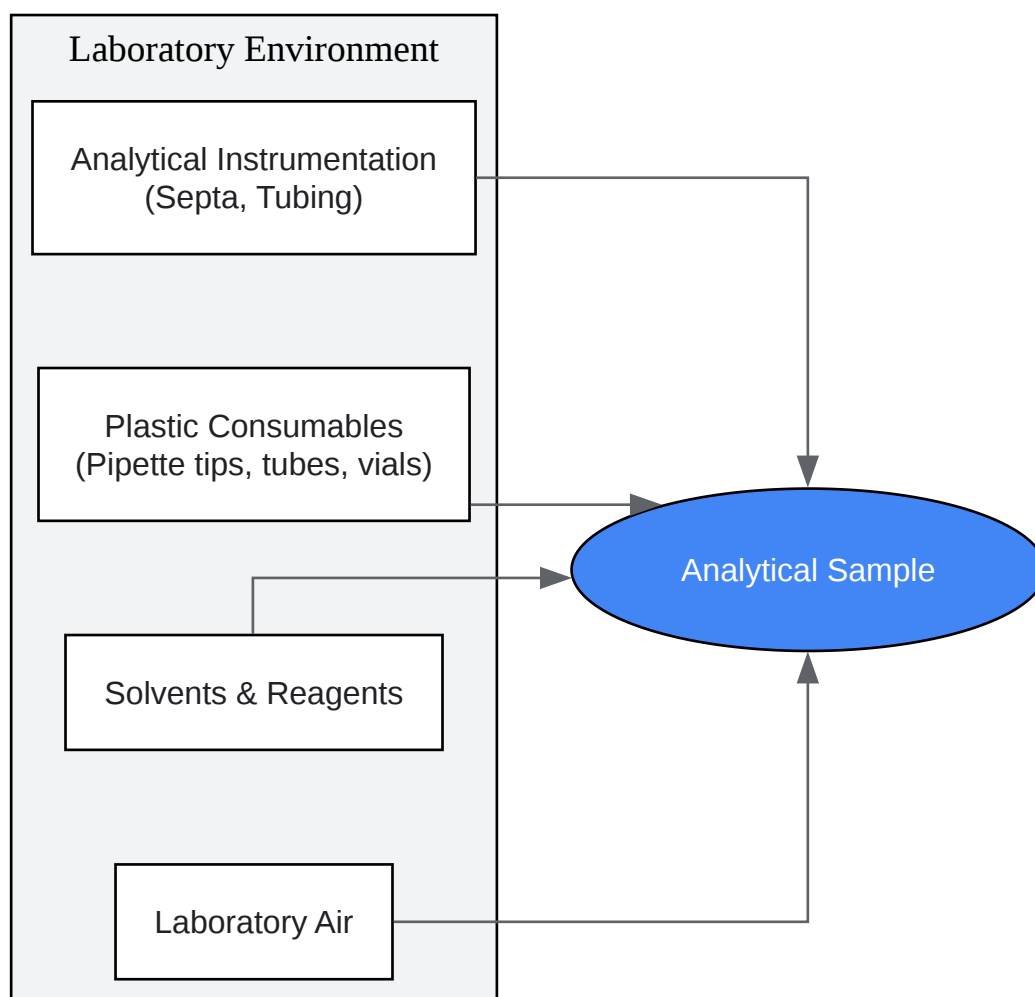 Laboratory Environment
Analytical Instrumentation
(Septa, Tubing)
Plastic Consumables
(Pipette tips, tubes, vials)
Analytical Sample
Solvents & Reagents
Laboratory Air